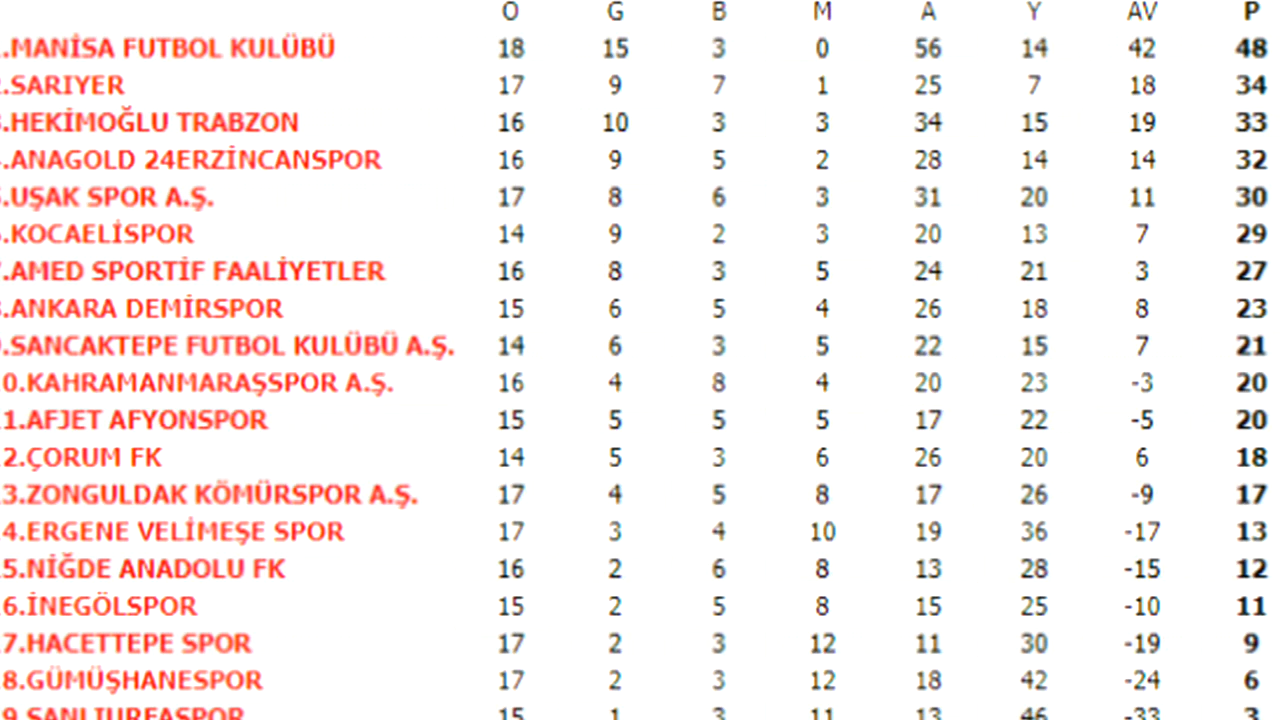 O G B M A Y AV P
.MANİSA FUTBOL KULÜBÜ 18 15 3 0 56 14 42 48
.SARIYER 17 9 7 1 25 7 18 34
.HEKİMOĞLU TRABZON 16 10 3 3 34 15 19 33
.ANAGOLD 24ERZİNCANSPOR 16 9 5 2 28 14 14 32
.UŞAK SPOR A.Ş. 17 8 6 3 31 20 11 30
.KOCAELİSPOR 14 9 2 3 20 13 7 29
.AMED SPORTİF FAALİYETLER 16 8 3 5 24 21 3 27
.ANKARA DEMİRSPOR 15 6 5 4 26 18 8 23
.SANCAKTEPE FUTBOL KULÜBÜ A.Ş. 14 6 3 5 22 15 7 21
0.KAHRAMANMARAŞSPOR A.Ş. 16 4 8 4 20 23 -3 20
1.AFJET AFYONSPOR 15 5 5 5 17 22 -5 20
2.ÇORUM FK 14 5 3 6 26 20 6 18
3.ZONGULDAK KÖMÜRSPOR A.Ş. 17 4 5 8 17 26 -9 17
4.ERGENE VELİMEŞE SPOR 17 3 4 10 19 36 -17 13
5.NİĞDE ANADOLU FK 16 2 6 8 13 28 -15 12
6.İNEGÖLSPOR 15 2 5 8 15 25 -10 11
7.HACETTEPE SPOR 17 2 3 12 11 30 -19 9
8.GÜMÜŞHANESPOR 17 2 3 12 18 42 -24 6
9.ŞANLIURFASPOR 15 1 3 11 13 46 -33 3